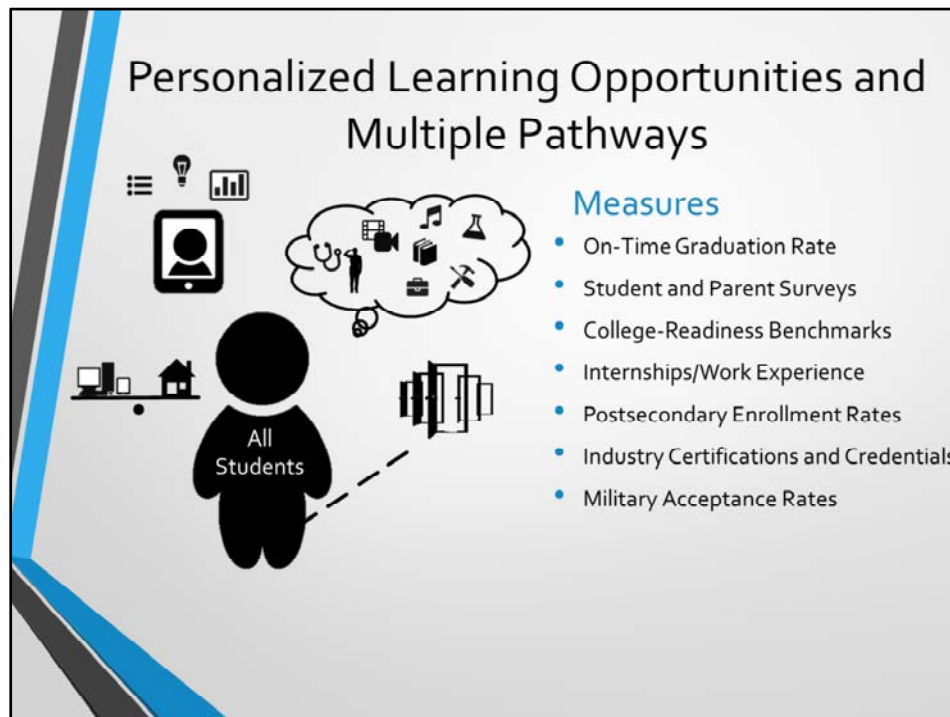 Personalized Learning Opportunities and
Multiple Pathways
Measures
• On-Time Graduation Rate
• Student and Parent Surveys
• College-Readiness Benchmarks
• Internships/Work Experience
• Postsecondary Enrollment Rates
• Industry Certifications and Credentials
• Military Acceptance Rates
All
Students